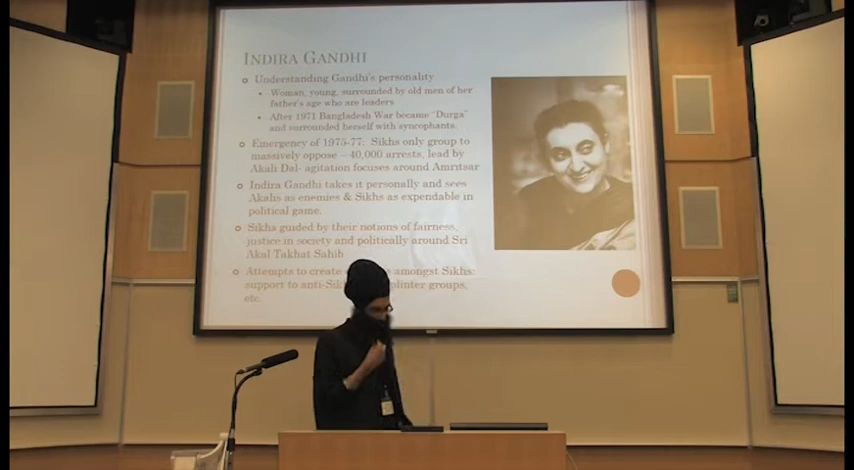 INDIRA GANDHI
Understanding Gandhi's personality
Woman, young, surrounded by old men of her
father's age who are leaders
After 1971 Bangladesh War became "Durga"
and surrounded herself with syncophants.
Emergency of 1975-77: Sikhs only group to
massively oppose – 40,000 arrests, lead by
Akali Dal- agitation focuses around Amritsar
Indira Gandhi takes it personally and sees
Akalis as enemies & Sikhs as expendable in
political game.
Sikhs guided by their notions of fairness,
justice in society and politically around Sri
Akal Takhat Sahib
Attempts to create amongst Sikhs:
support to anti- splinter groups,
etc.